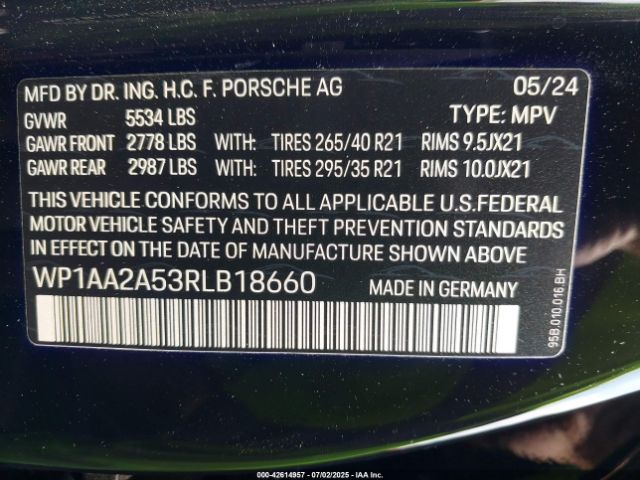 MFD BY DR. ING. H.C. F. PORSCHE AG 05/24
GVWR 5534 LBS TYPE: MPV
GAWR FRONT 2778 LBS WITH: TIRES 265/40 R21 RIMS 9.5JX21
GAWR REAR 2987 LBS WITH: TIRES 295/35 R21 RIMS 10.0JX21
THIS VEHICLE CONFORMS TO ALL APPLICABLE U.S.FEDERAL
MOTOR VEHICLE SAFETY AND THEFT PREVENTION STANDARDS
IN EFFECT ON THE DATE OF MANUFACTURE SHOWN ABOVE
WP1AA2A53RLB18660 MADE IN GERMANY
95B.010.016.BH
000-42614957 - 07/02/2025 - IAAI.com